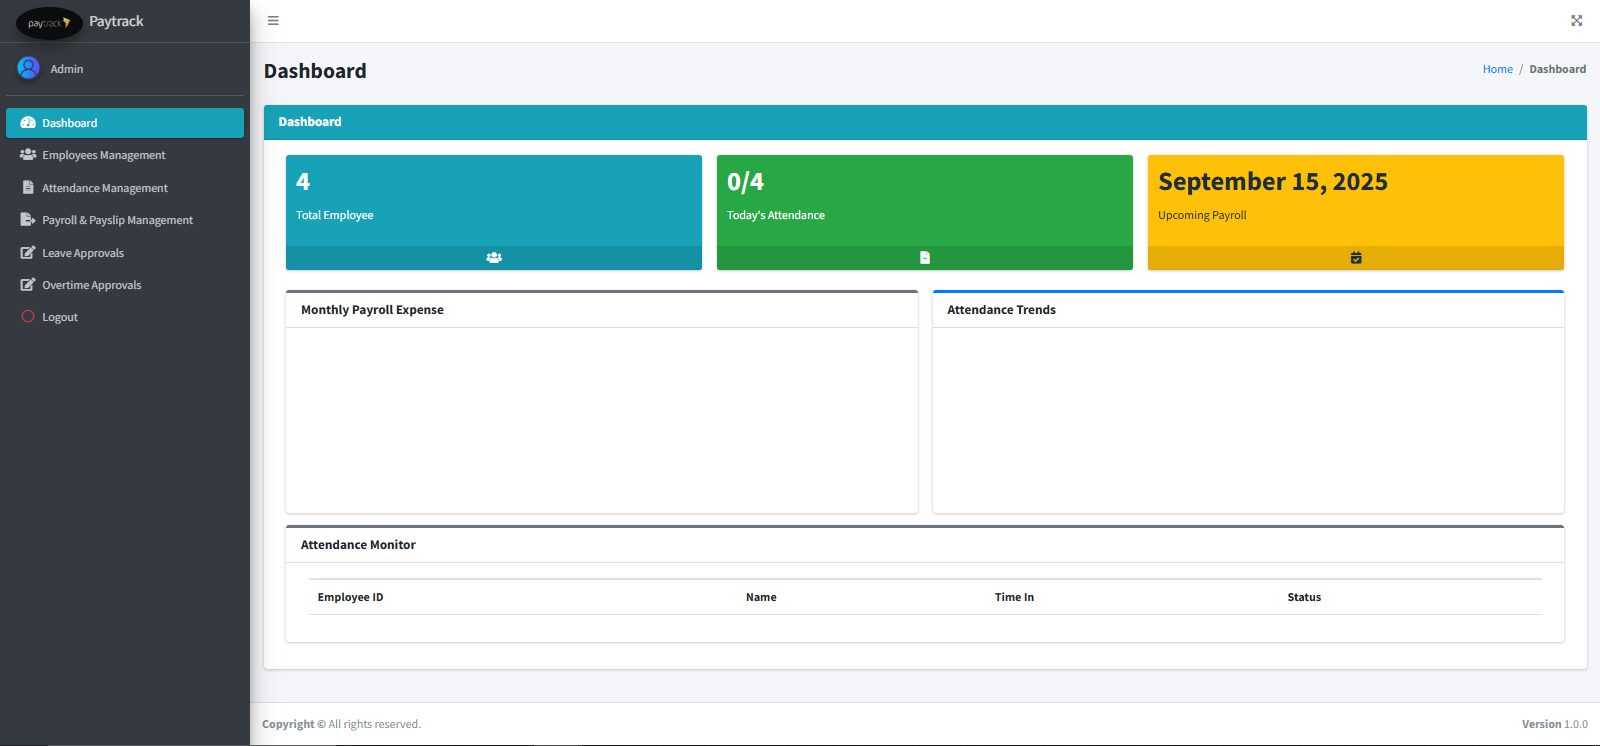 paytrack
Paytrack
Admin
Dashboard
Employees Management
Attendance Management
Payroll & Payslip Management
Leave Approvals
Overtime Approvals
Logout
Dashboard
Home / Dashboard
Dashboard
4
Total Employee
0/4
Today's Attendance
September 15, 2025
Upcoming Payroll
Monthly Payroll Expense
Attendance Trends
Attendance Monitor
Employee ID Name Time In Status
Copyright © All rights reserved.
Version 1.0.0